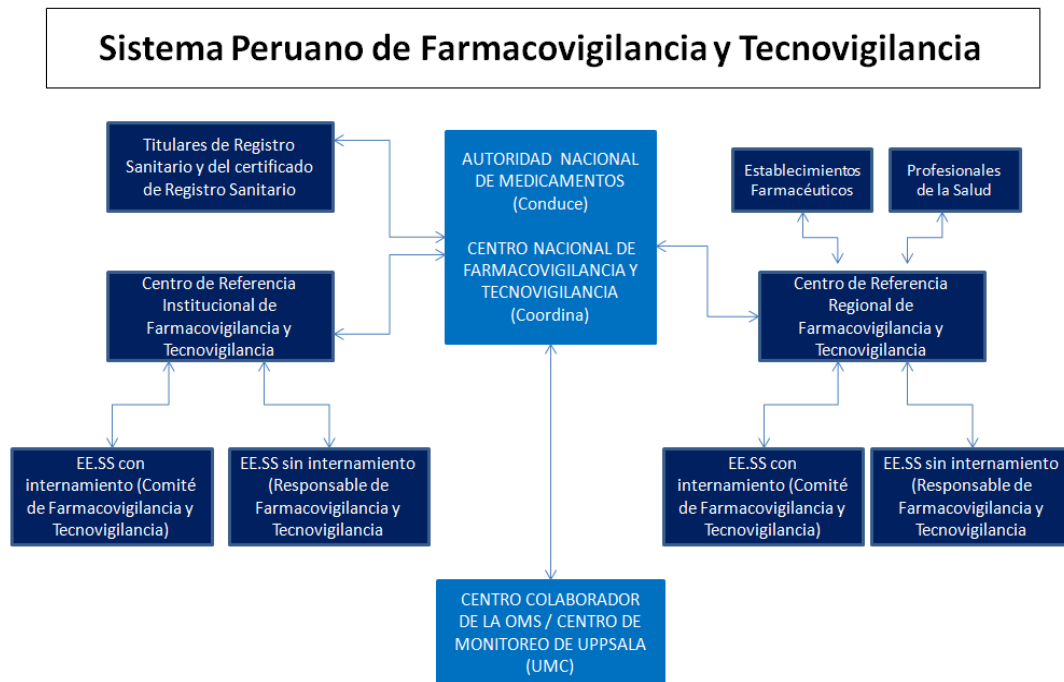 Sistema Peruano de Farmacovigilancia y Tecnovigilancia
Titulares de Registro
Sanitario y del certificado
de Registro Sanitario
AUTORIDAD NACIONAL
DE MEDICAMENTOS
(Conduce)
CENTRO NACIONAL DE
FARMACOVIGILANCIA Y
TECNOVIGILANCIA
(Coordina)
Establecimientos
Farmacéuticos
Profesionales
de la Salud
Centro de Referencia
Institucional de
Farmacovigilancia y
Tecnovigilancia
Centro de Referencia
Regional de
Farmacovigilancia y
Tecnovigilancia
EE.SS con
internamiento (Comité
de Farmacovigilancia y
Tecnovigilancia)
EE.SS sin internamiento
(Responsable de
Farmacovigilancia y
Tecnovigilancia
EE.SS con
internamiento (Comité
de Farmacovigilancia y
Tecnovigilancia)
EE.SS sin internamiento
(Responsable de
Farmacovigilancia y
Tecnovigilancia
CENTRO COLABORADOR
DE LA OMS / CENTRO DE
MONITOREO DE UPPSALA
(UMC)